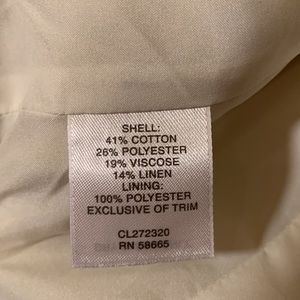 SHELL:
41% COTTON
26% POLYESTER
19% VISCOSE
14% LINEN
LINING:
100% POLYESTER
EXCLUSIVE OF TRIM
CL272320
RN 58665